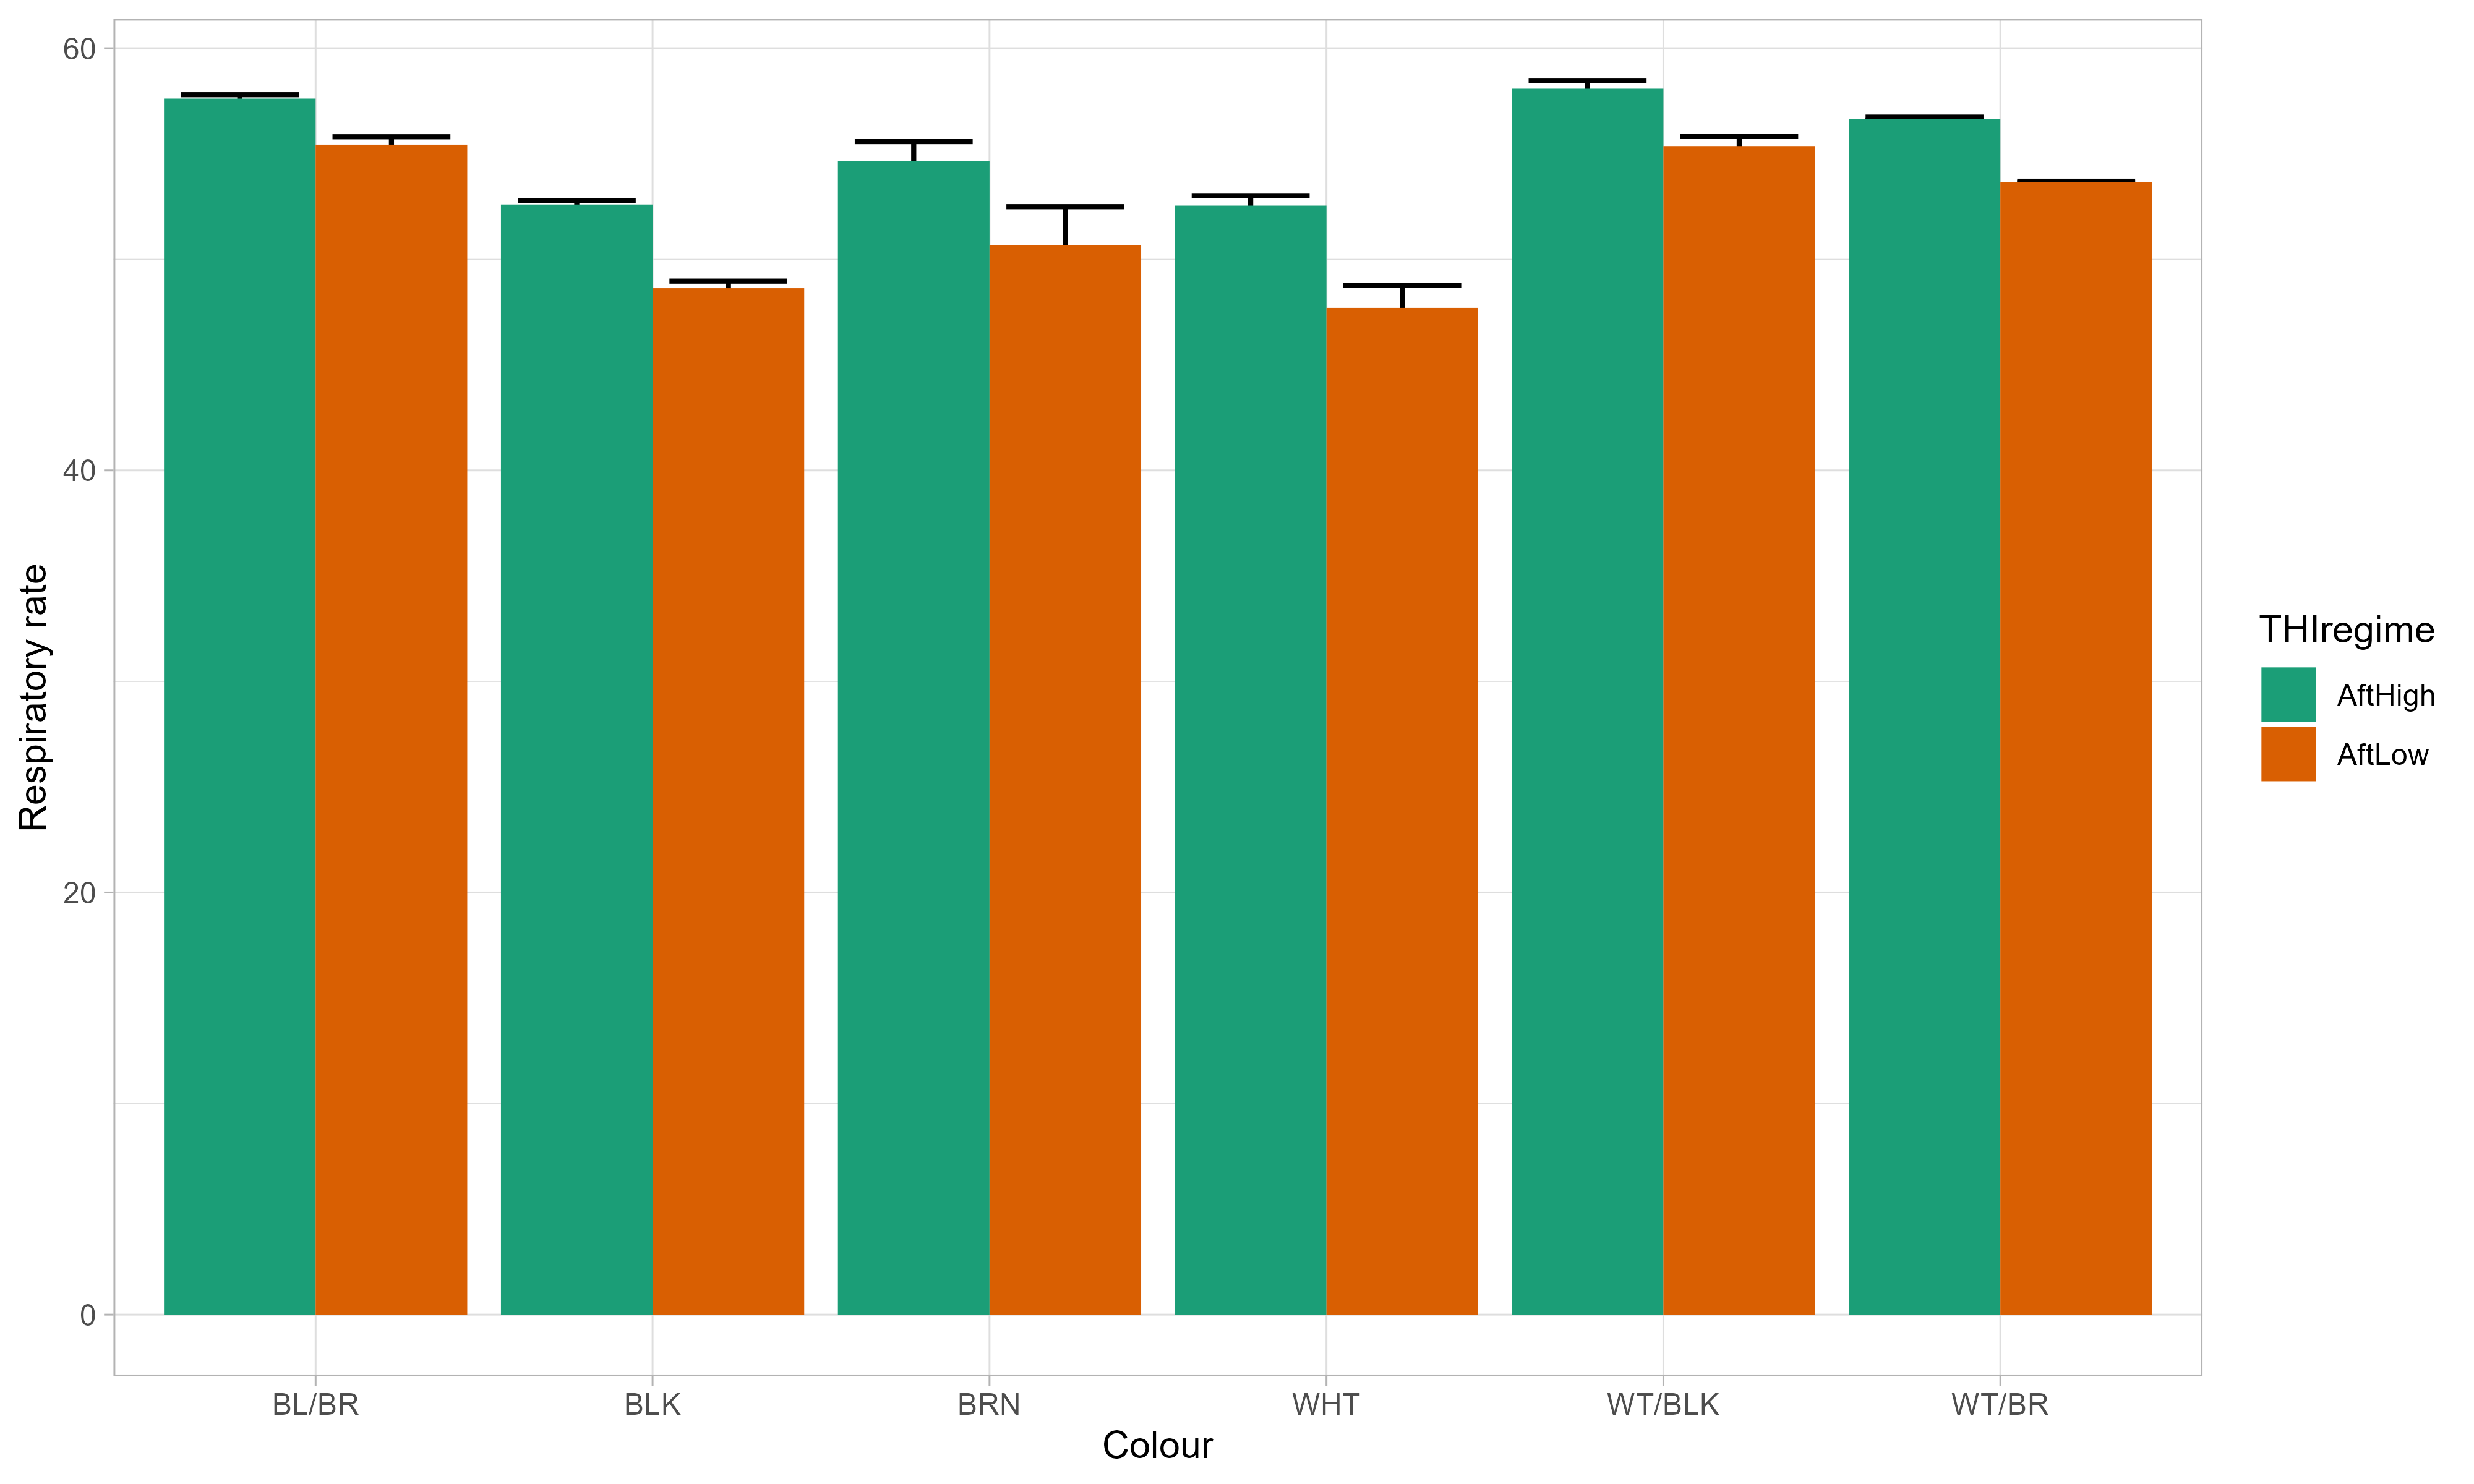 60
40
20
0
Respiratory rate
BL/BR BLK BRN WHT WT/BLK WT/BR
Colour
THIregime
AftHigh
AftLow